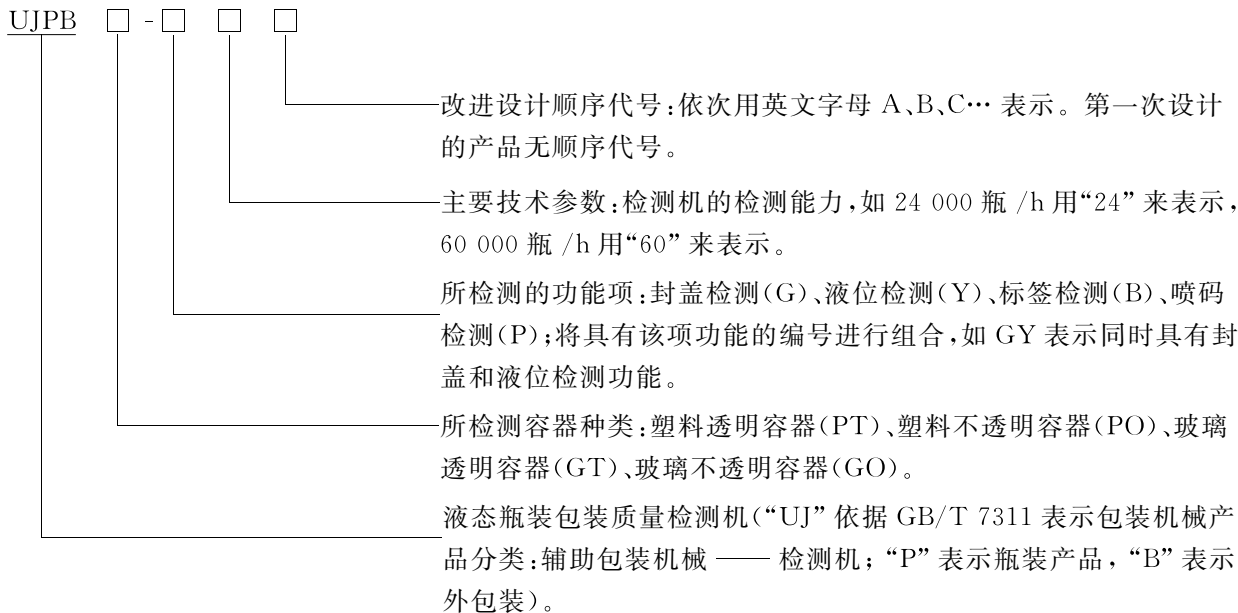 UJPB □-□ □ □
改进设计顺序代号:依次用英文字母 A、B、C… 表示。第一次设计
的产品无顺序代号。
主要技术参数:检测机的检测能力,如 24 000 瓶 /h 用“24”来表示,
60 000 瓶 /h 用“60”来表示。
所检测的功能项:封盖检测(G)、液位检测(Y)、标签检测(B)、喷码
检测(P);将具有该项功能的编号进行组合,如 GY 表示同时具有封
盖和液位检测功能。
所检测容器种类:塑料透明容器(PT)、塑料不透明容器(PO)、玻璃
透明容器(GT)、玻璃不透明容器(GO)。
液态瓶装包装质量检测机(“UJ”依据 GB/T 7311 表示包装机械产
品分类:辅助包装机械 —— 检测机;“P”表示瓶装产品,“B”表示
外包装)。